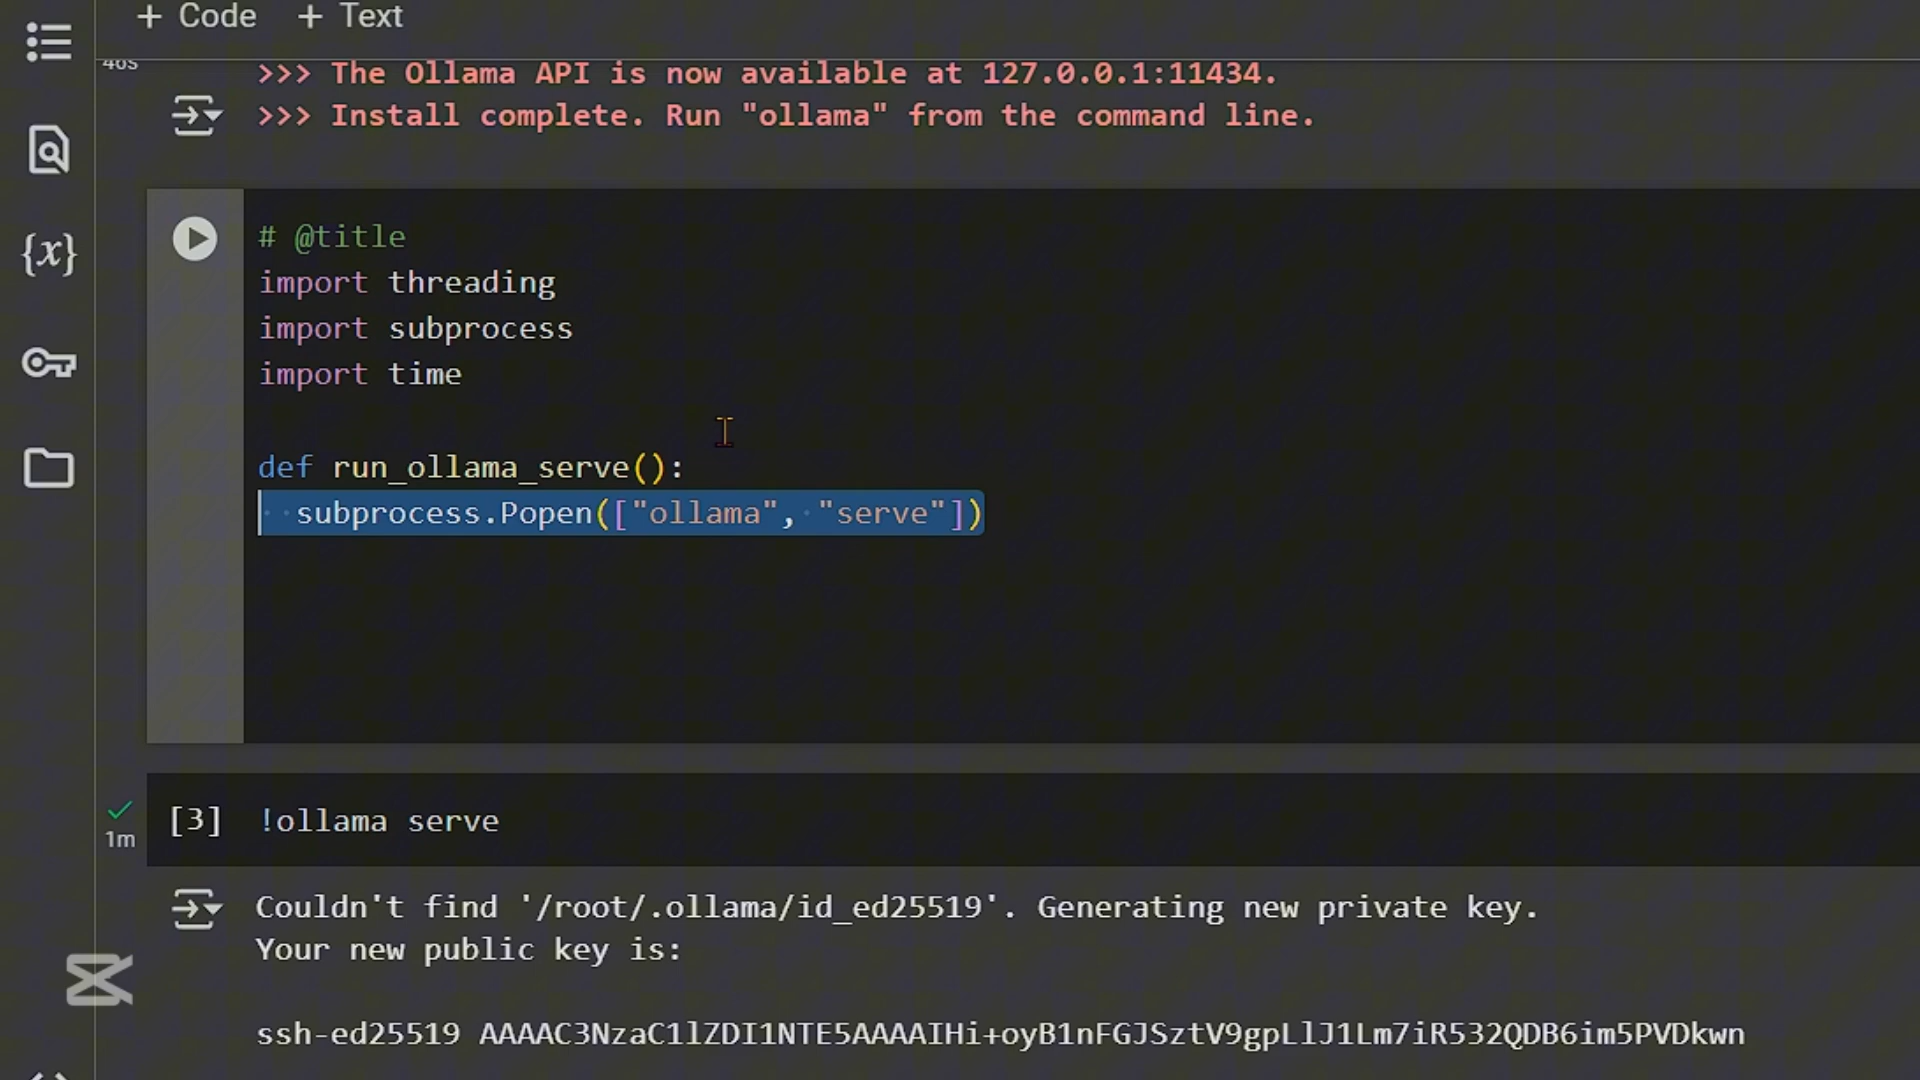 + Code + Text
46s
>>> The Ollama API is now available at 127.0.0.1:11434.
>>> Install complete. Run "ollama" from the command line.
# @title
import threading
import subprocess
import time
{x}
def run_ollama_serve():
subprocess.Popen(["ollama", "serve"])
[3] !ollama serve
1m
Couldn't find '/root/.ollama/id_ed25519'. Generating new private key.
Your new public key is:
ssh-ed25519 AAAAC3NzaC1lZDI1NTE5AAAAIHi+oyB1nFGJSztV9gpLlJ1Lm7iR532QDB6im5PVDkwn